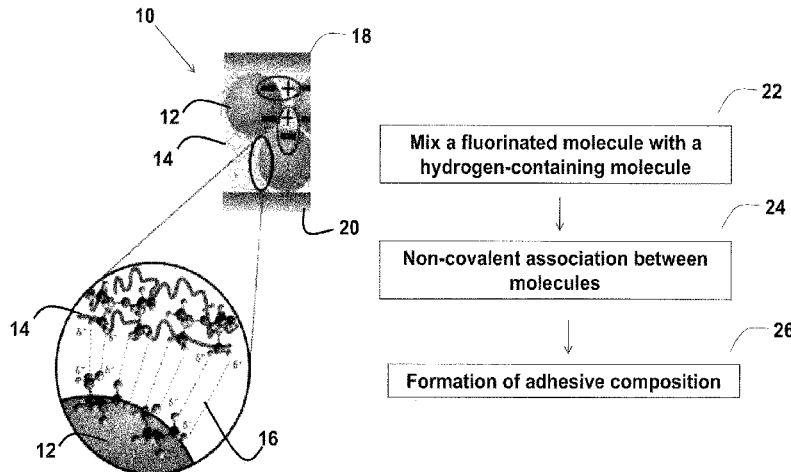 10
18
12
14
20
14
12
16
22
Mix a fluorinated molecule with a
hydrogen-containing molecule
24
Non-covalent association between
molecules
26
Formation of adhesive composition